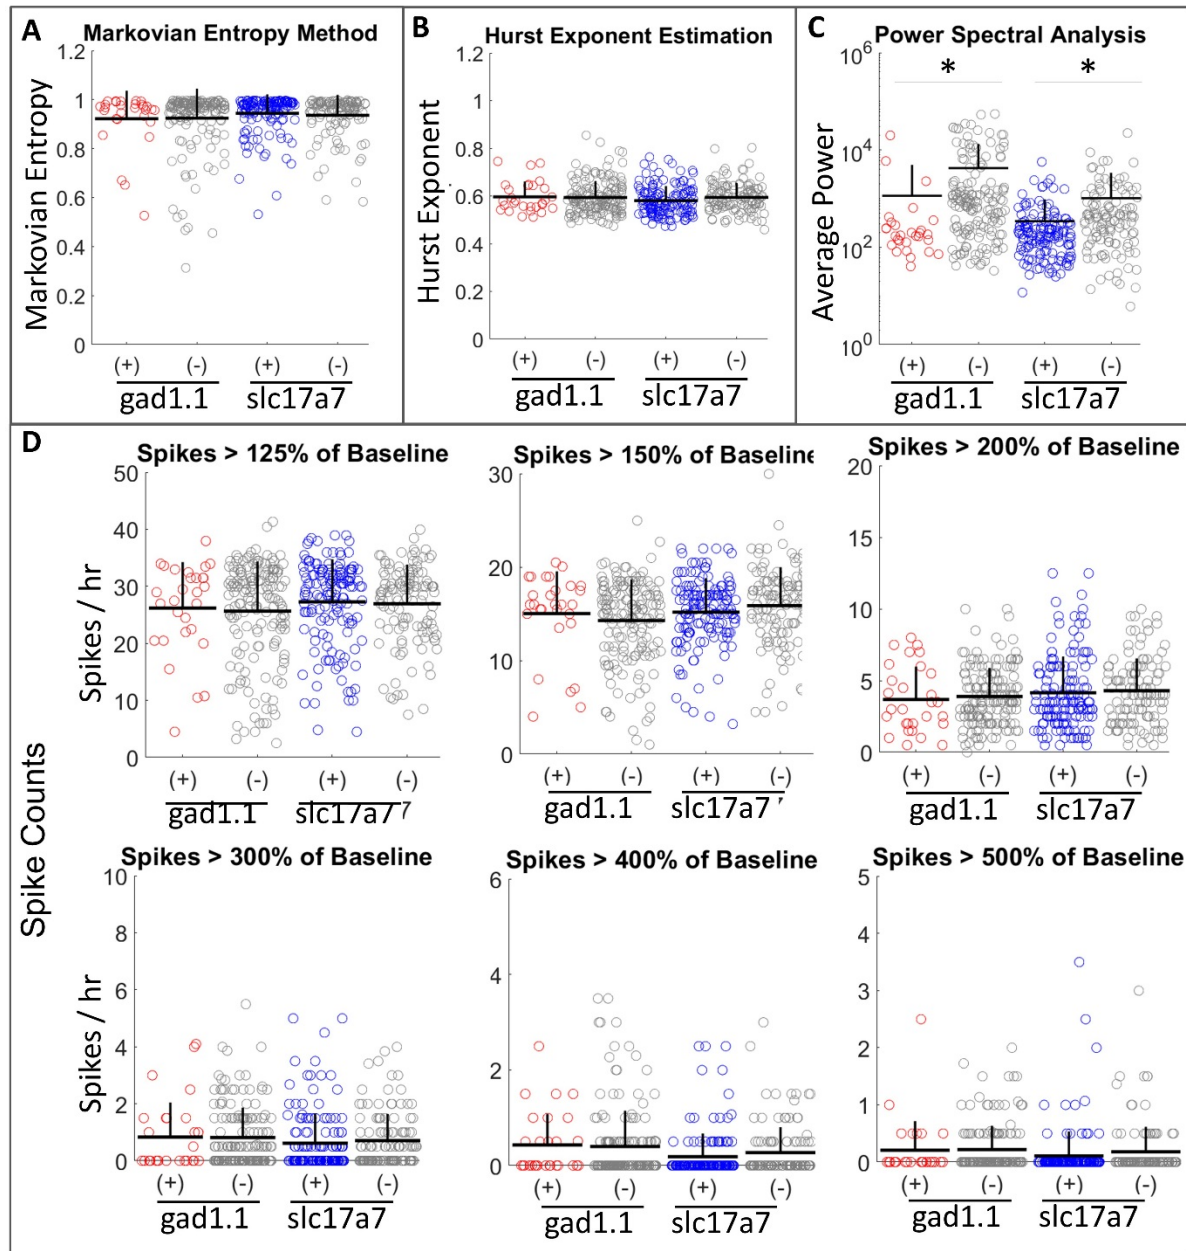 A
Markovian Entropy Method
Markovian Entropy
1.2
1
0.8
0.6
0.4
0.2
0
(+) (-) (+) (-)
gad1.1 slc17a7
B
Hurst Exponent Estimation
Hurst Exponent
1.2
1
0.8
0.6
0.4
0.2
0
(+) (-) (+) (-)
gad1.1 slc17a7
C
Power Spectral Analysis
Average Power
* *
10^6
10^4
10^2
10^0
(+) (-) (+) (-)
gad1.1 slc17a7
D
Spike Counts
Spikes > 125% of Baseline
Spikes / hr
50
40
30
20
10
0
(+) (-) (+) (-)
gad1.1 slc17a7 7
Spikes > 150% of Baseline
30
20
10
0
(+) (-) (+) (-)
gad1.1 slc17a7
Spikes > 200% of Baseline
20
15
10
5
0
(+) (-) (+) (-)
gad1.1 slc17a7
Spikes > 300% of Baseline
Spikes / hr
10
8
6
4
2
0
(+) (-) (+) (-)
gad1.1 slc17a7
Spikes > 400% of Baseline
6
4
2
0
(+) (-) (+) (-)
gad1.1 slc17a7
Spikes > 500% of Baseline
5
4
3
2
1
0
(+) (-) (+) (-)
gad1.1 slc17a7